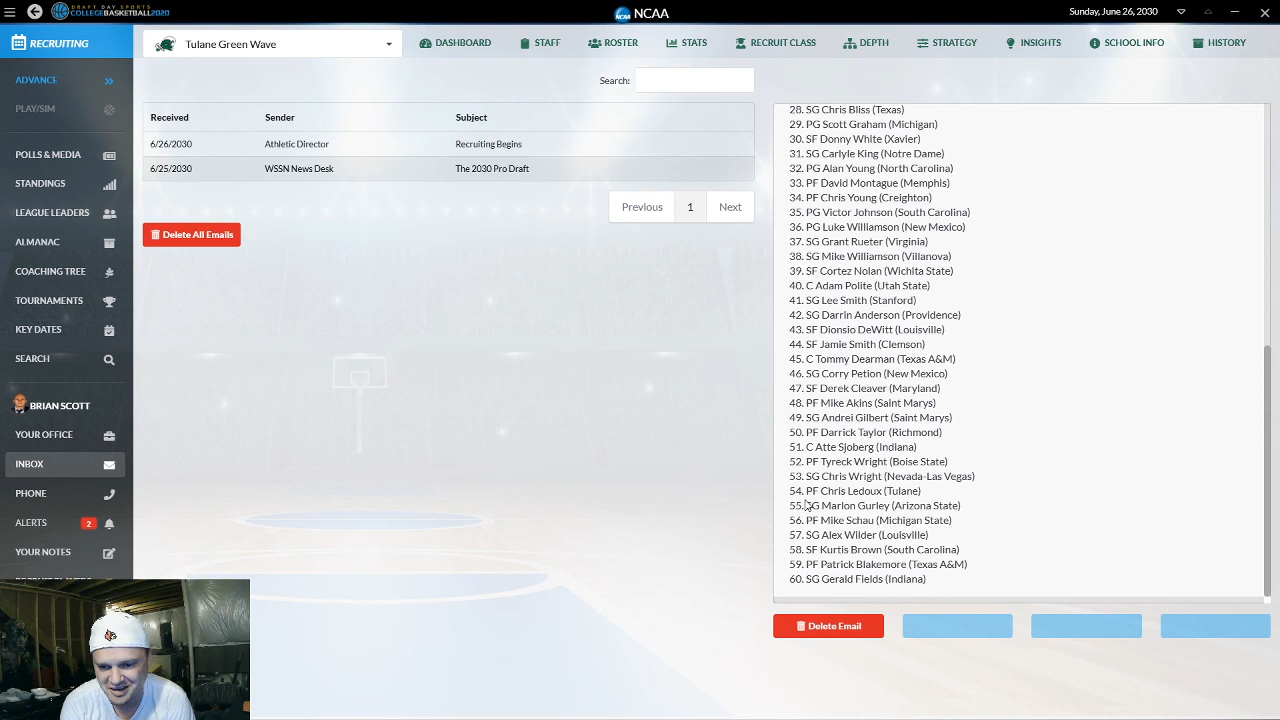 DRAFT DAY SPORTS
COLLEGEBASKETBALL2020
NCAA
Sunday, June 26, 2030
RECRUITING
Tulane Green Wave
DASHBOARD
STAFF
ROSTER
STATS
RECRUIT CLASS
DEPTH
STRATEGY
INSIGHTS
SCHOOL INFO
HISTORY
ADVANCE
PLAY/SIM
POLLS & MEDIA
STANDINGS
LEAGUE LEADERS
ALMANAC
COACHING TREE
TOURNAMENTS
KEY DATES
SEARCH
BRIAN SCOTT
YOUR OFFICE
INBOX
PHONE
ALERTS 2
YOUR NOTES
Search:
Received Sender Subject
6/26/2030 Athletic Director Recruiting Begins
6/25/2030 WSSN News Desk The 2030 Pro Draft
Previous 1 Next
Delete All Emails
28. SG Chris Bliss (Texas)
29. PG Scott Graham (Michigan)
30. SF Donny White (Xavier)
31. SG Carlyle King (Notre Dame)
32. PG Alan Young (North Carolina)
33. PF David Montague (Memphis)
34. PF Chris Young (Creighton)
35. PG Victor Johnson (South Carolina)
36. PG Luke Williamson (New Mexico)
37. SG Grant Rueter (Virginia)
38. SG Mike Williamson (Villanova)
39. SF Cortez Nolan (Wichita State)
40. C Adam Polite (Utah State)
41. SG Lee Smith (Stanford)
42. SG Darrin Anderson (Providence)
43. SF Dionsio DeWitt (Louisville)
44. SF Jamie Smith (Clemson)
45. C Tommy Dearman (Texas A&M)
46. SG Corry Petion (New Mexico)
47. SF Derek Cleaver (Maryland)
48. PF Mike Akins (Saint Marys)
49. SG Andrei Gilbert (Saint Marys)
50. PF Darrick Taylor (Richmond)
51. C Atte Sjoberg (Indiana)
52. PF Tyreck Wright (Boise State)
53. SG Chris Wright (Nevada-Las Vegas)
54. PF Chris Ledoux (Tulane)
55. SG Marlon Gurley (Arizona State)
56. PF Mike Schau (Michigan State)
57. SG Alex Wilder (Louisville)
58. SF Kurtis Brown (South Carolina)
59. PF Patrick Blakemore (Texas A&M)
60. SG Gerald Fields (Indiana)
Delete Email